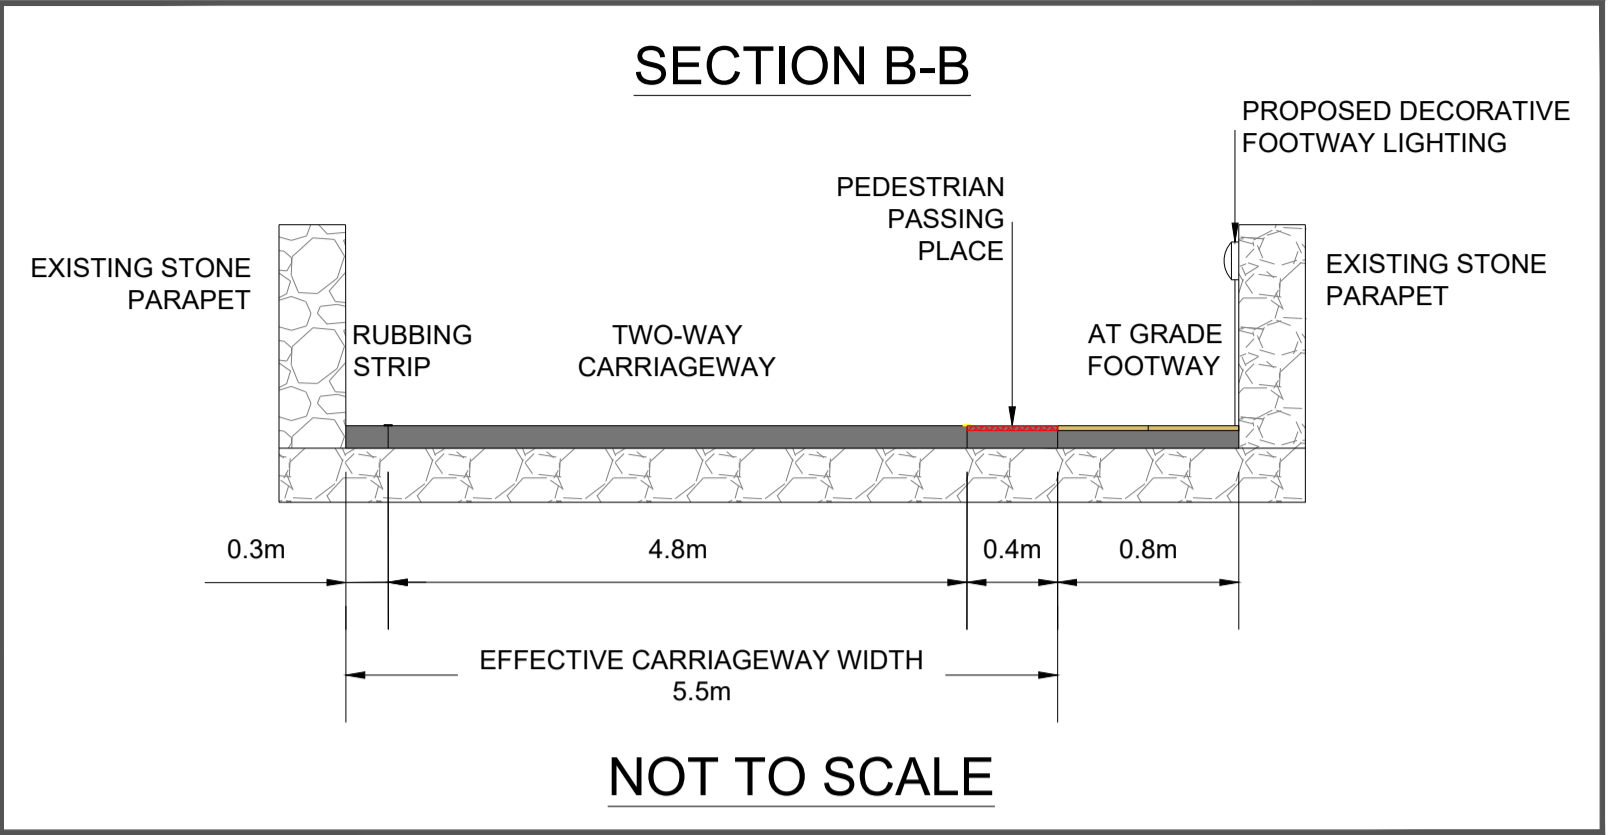 SECTION B-B
PROPOSED DECORATIVE
FOOTWAY LIGHTING
PEDESTRIAN
PASSING
PLACE
EXISTING STONE
PARAPET
EXISTING STONE
PARAPET
RUBBING
STRIP
TWO-WAY
CARRIAGEWAY
AT GRADE
FOOTWAY
0.3m
4.8m
0.4m
0.8m
EFFECTIVE CARRIAGEWAY WIDTH
5.5m
NOT TO SCALE